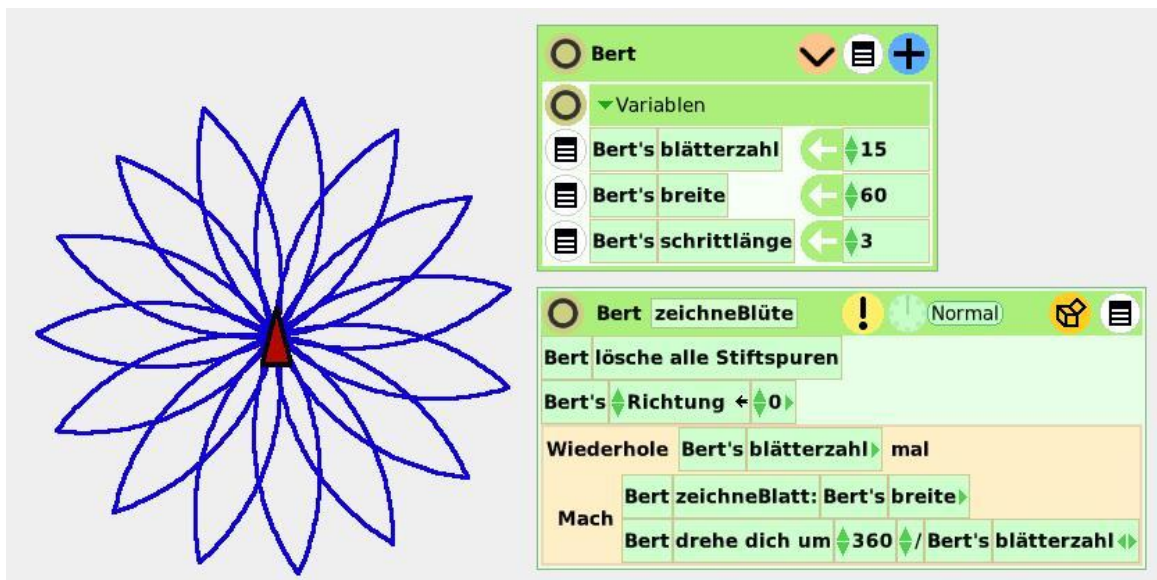 Bert
Variablen
Bert's blätterzahl 15
Bert's breite 60
Bert's schrittlänge 3
Bert zeichneBlüte ! Normal
Bert lösche alle Stiftspuren
Bert's Richtung ← 0
Wiederhole Bert's blätterzahl mal
Mach
Bert zeichneBlatt: Bert's breite
Bert drehe dich um 360 / Bert's blätterzahl